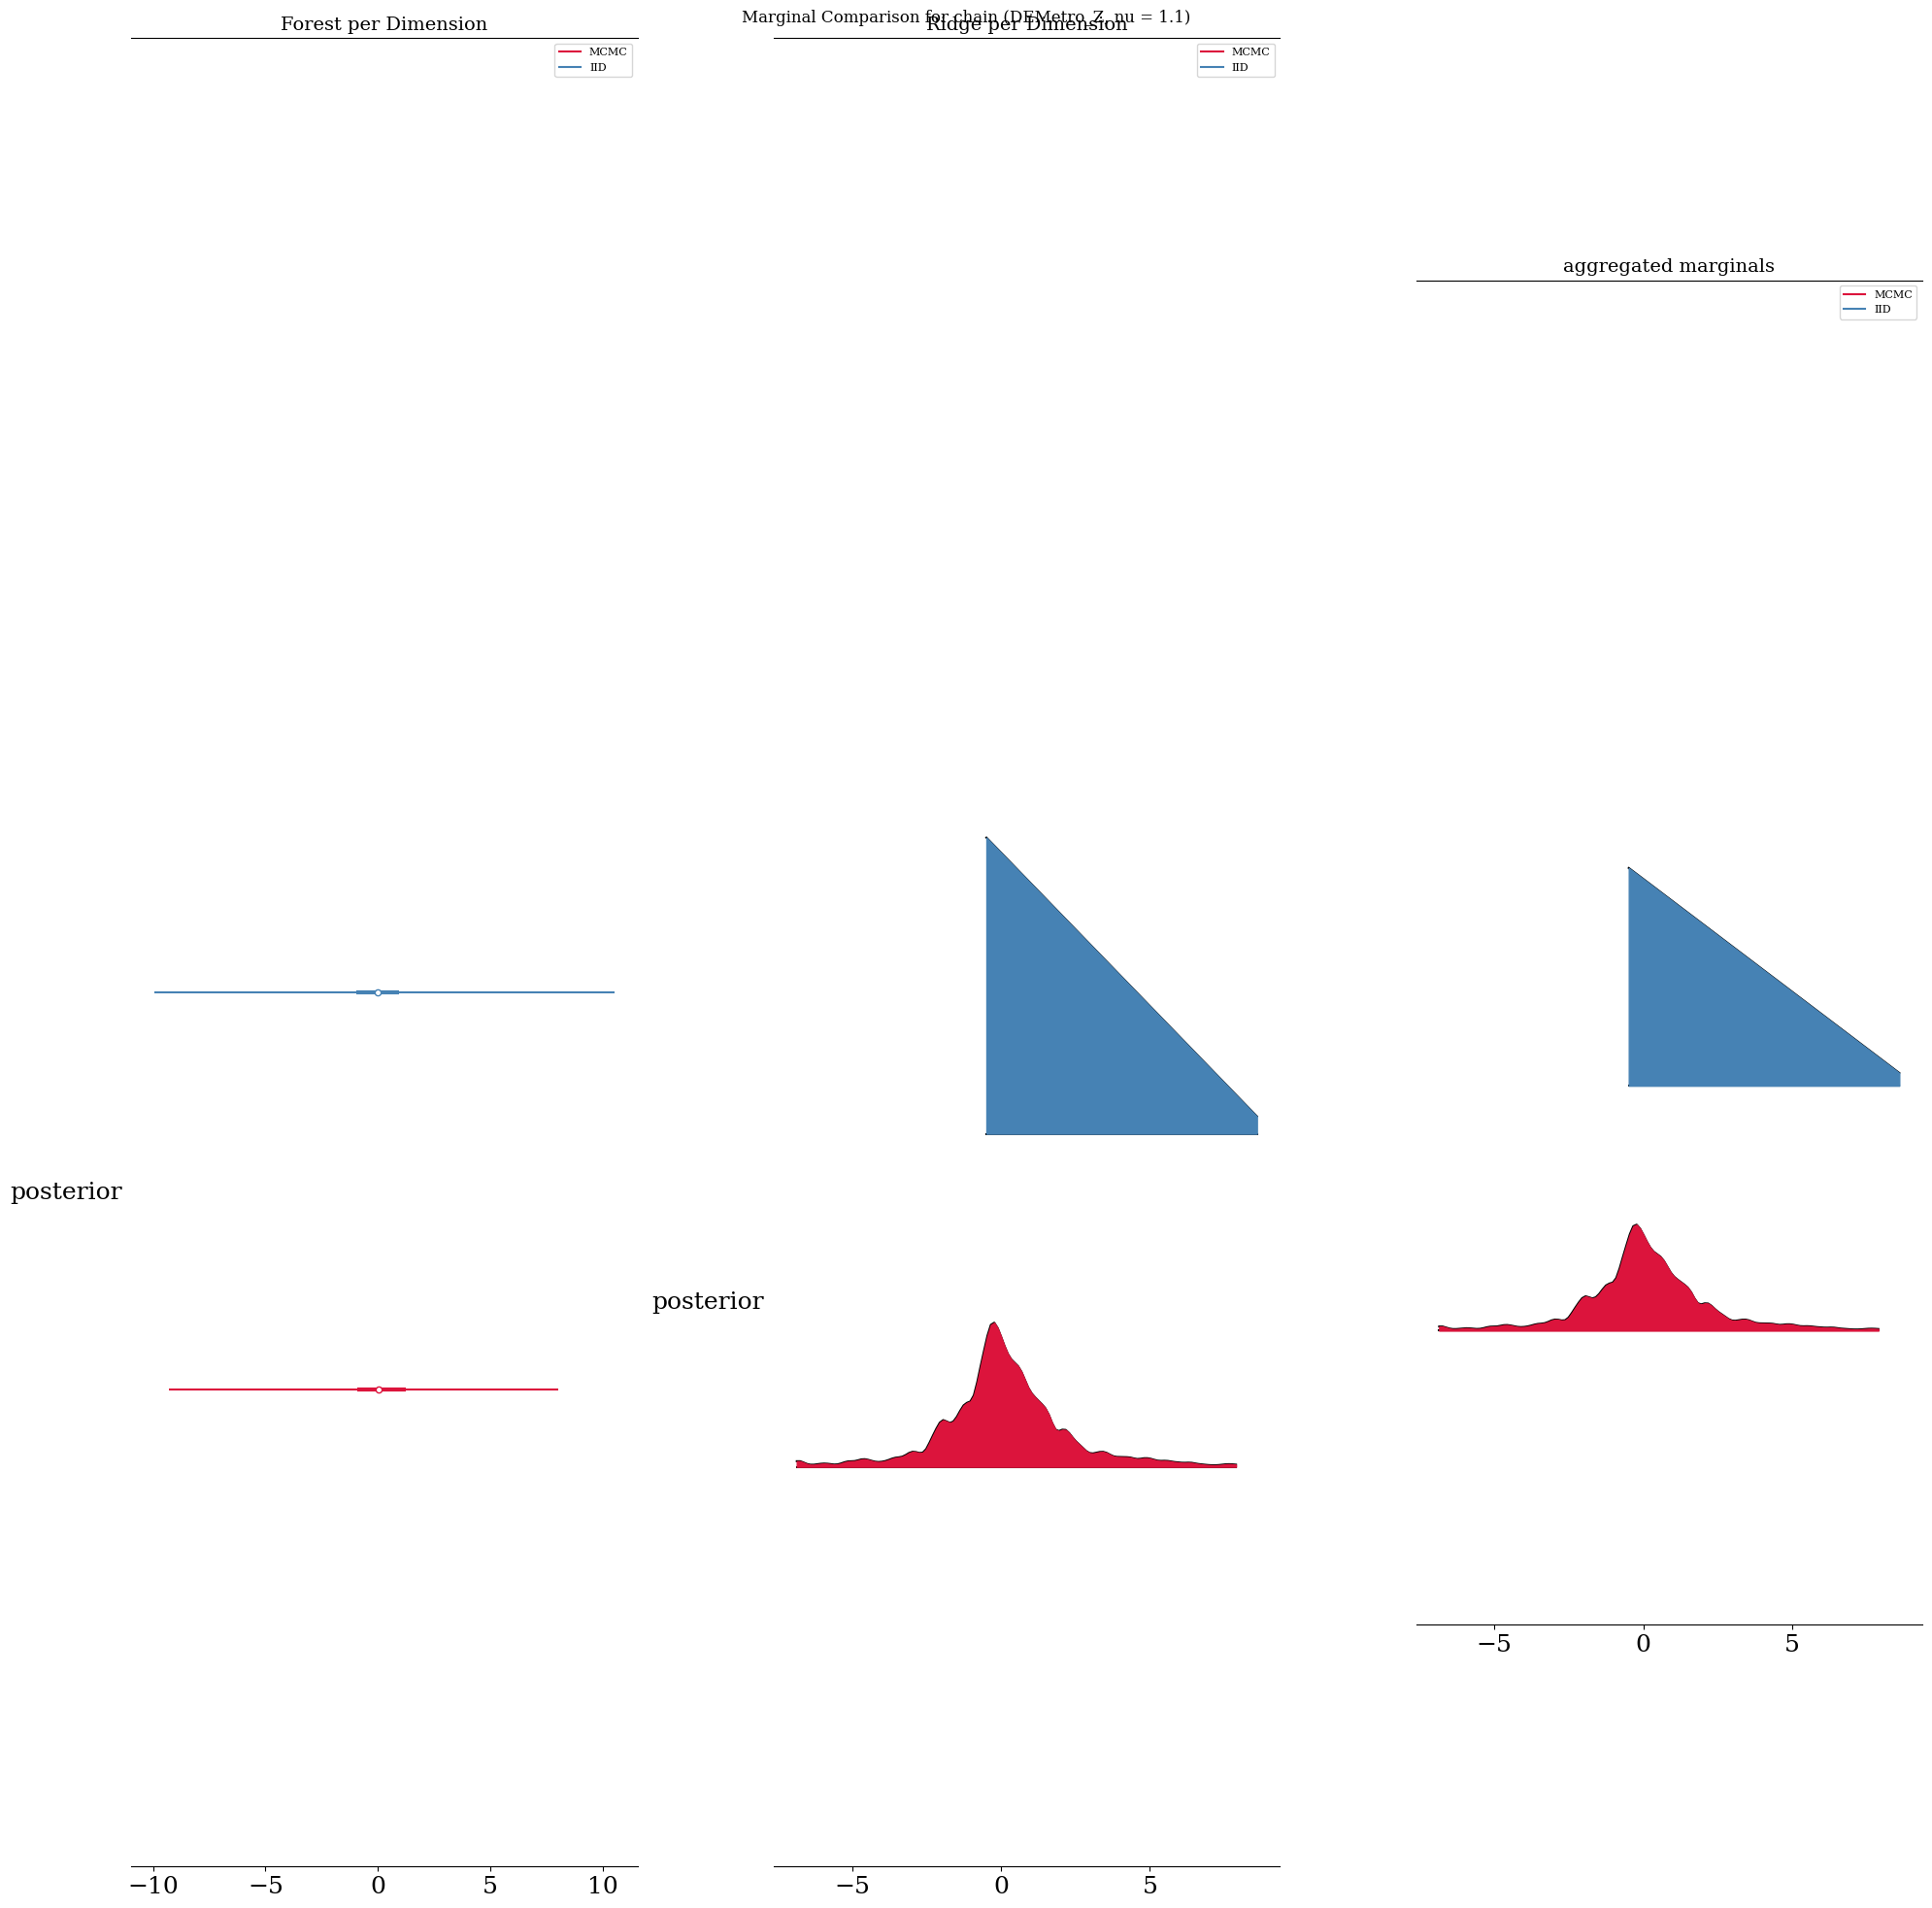 Marginal Comparison for chain (DEMetro_Z, nu = 1.1)
Forest per Dimension
MCMC
IID
posterior
−10 −5 0 5 10
Ridge per Dimension
MCMC
IID
posterior
−5 0 5
aggregated marginals
MCMC
IID
−5 0 5